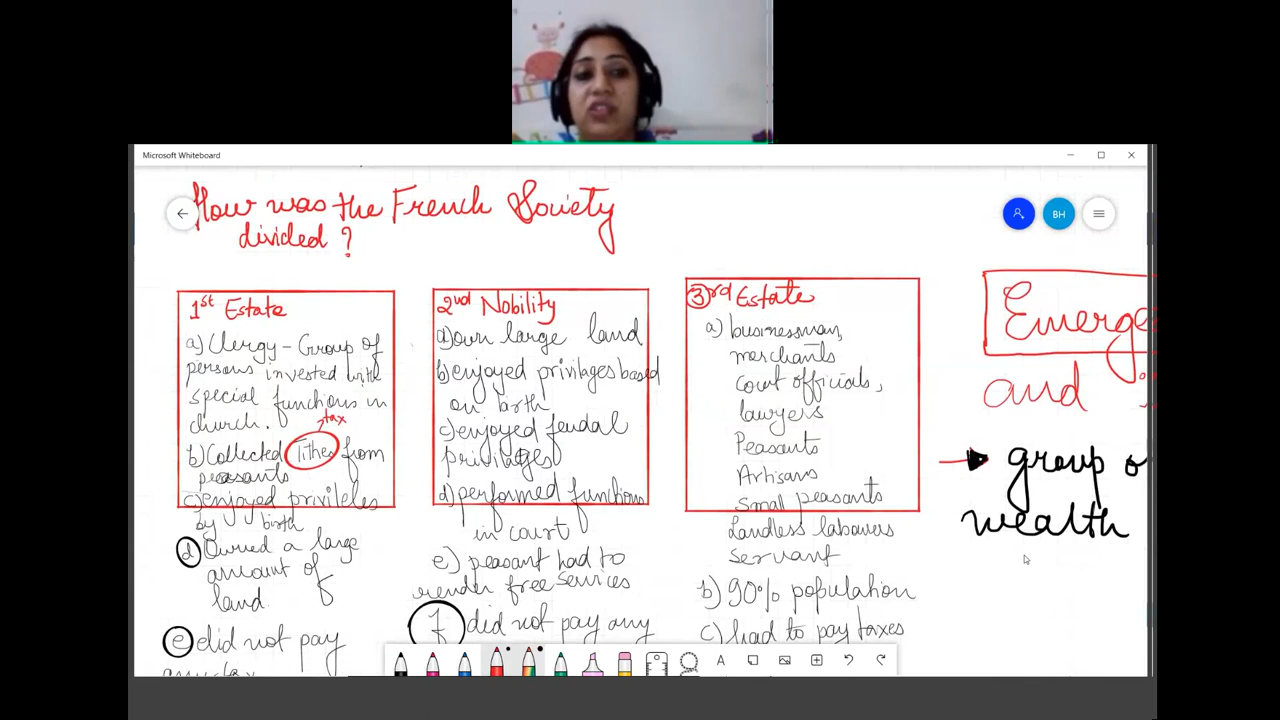 Microsoft Whiteboard
How was the French Society
divided ?
BH
1st Estate
a) Clergy - Group of
persons invested with
special functions in
church.
tax
b) Collected Tithes from
peasants
c) enjoyed privileles
by birth
d) Owned a large
amount of
land
e) did not pay
any tax
2nd Nobility
a) own large land
b) enjoyed privilages based
on birth
c) enjoyed feudal
privilages
d) performed functions
in court
e) peasant had to
render free services
f) did not pay any
3rd Estate
a) businessman,
merchants
Court officials,
lawyers
Peasants
Artisans
Small peasants
Landless labourers
Servant
b) 90% population
c) had to pay taxes
Emerge
and
group o
wealth